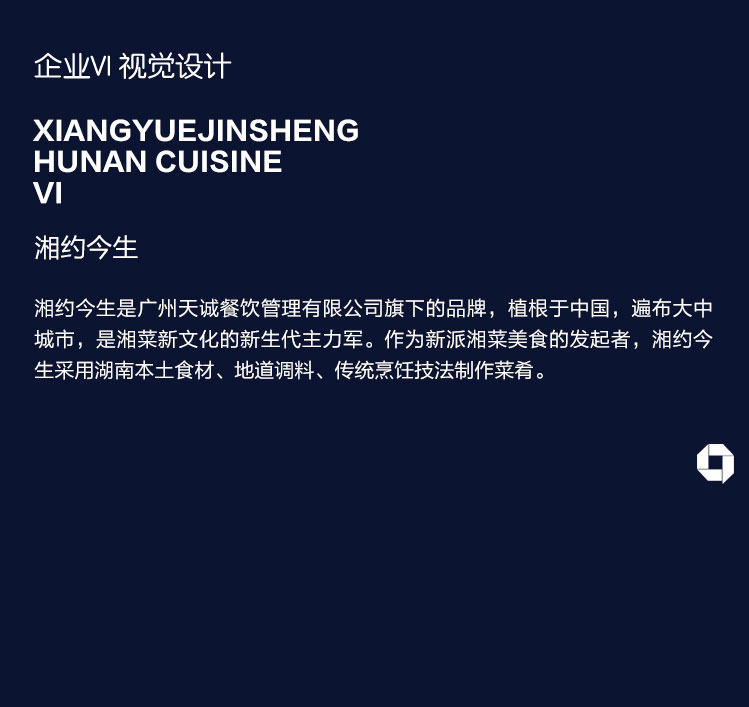 企业VI 视觉设计
XIANGYUEJINSHENG
HUNAN CUISINE
VI
湘约今生
湘约今生是广州天诚餐饮管理有限公司旗下的品牌，植根于中国，遍布大中
城市，是湘菜新文化的新生代主力军。作为新派湘菜美食的发起者，湘约今
生采用湖南本土食材、地道调料、传统烹饪技法制作菜肴。